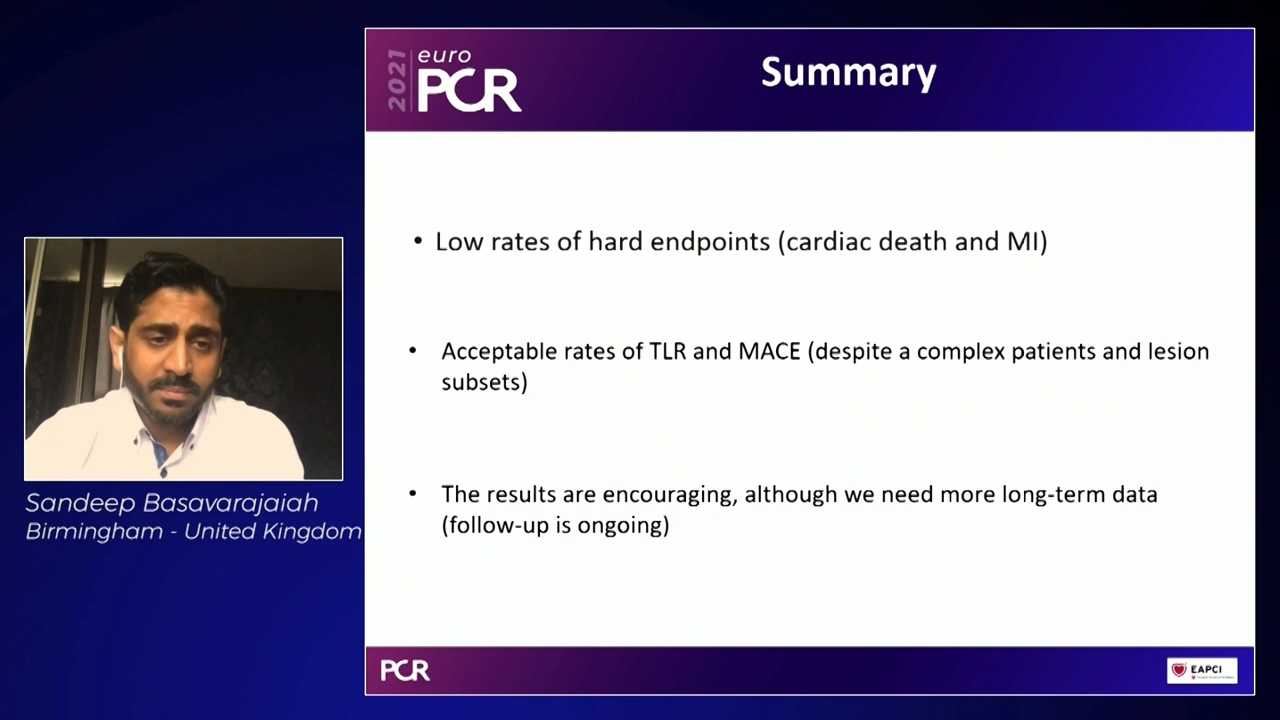 2021
euro
PCR
Summary
• Low rates of hard endpoints (cardiac death and MI)
• Acceptable rates of TLR and MACE (despite a complex patients and lesion
subsets)
• The results are encouraging, although we need more long-term data
(follow-up is ongoing)
Sandeep Basavarajaiah
Birmingham - United Kingdom
PCR
EAPCI